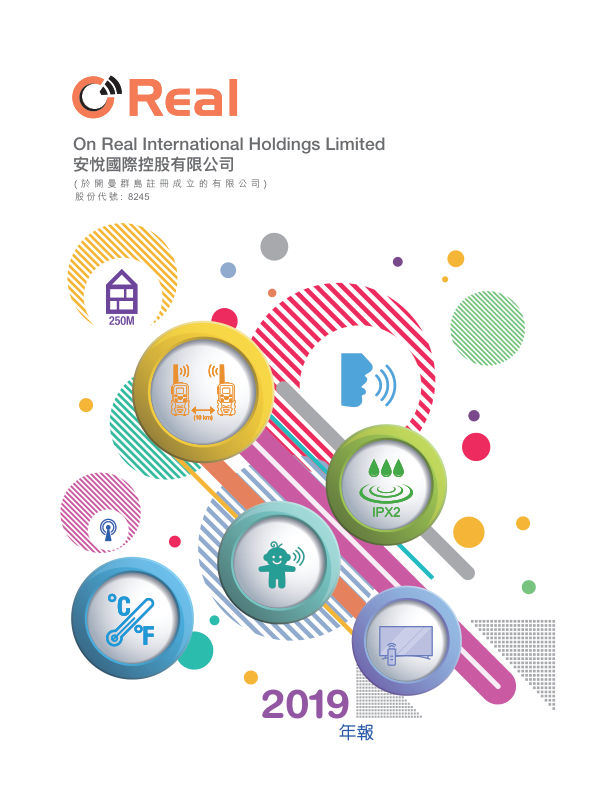 Real
On Real International Holdings Limited
安悅國際控股有限公司
(於開曼群島註冊成立的有限公司)
股份代號: 8245
250M
(10 km)
IPX2
°C
°F
2019
年報